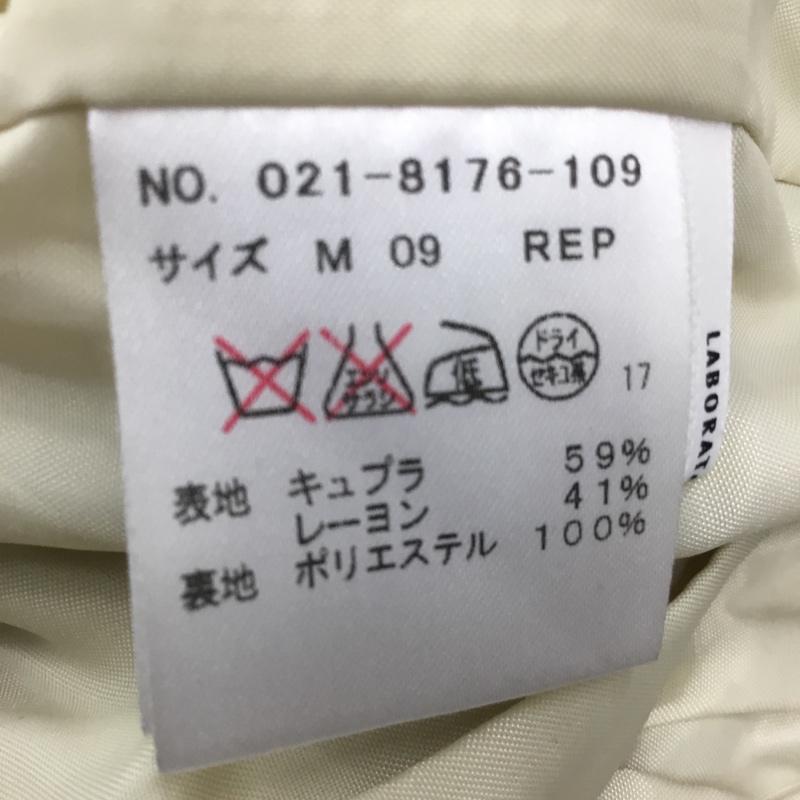 NO. 021-8176-109
サイズ M 09 REP
エンソ
サラシ
低
ドライ
セキユ系
17
表地 キュプラ 59%
レーヨン 41%
裏地 ポリエステル 100%
LABORAT